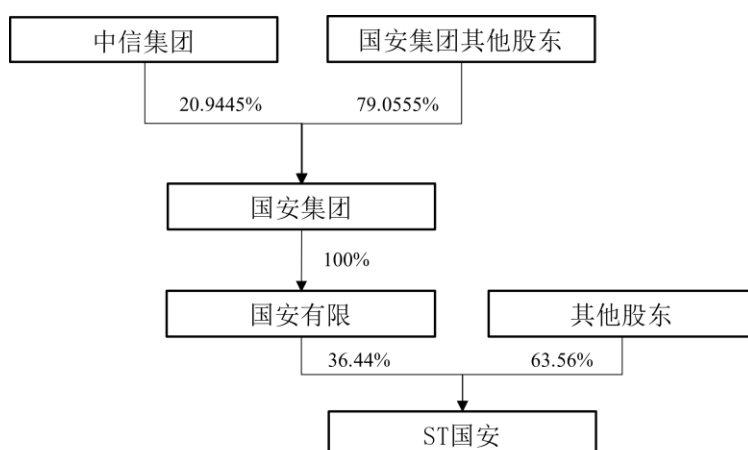 中信集团
国安集团其他股东
20.9445%
79.0555%
国安集团
100%
国安有限
其他股东
36.44%
63.56%
ST国安